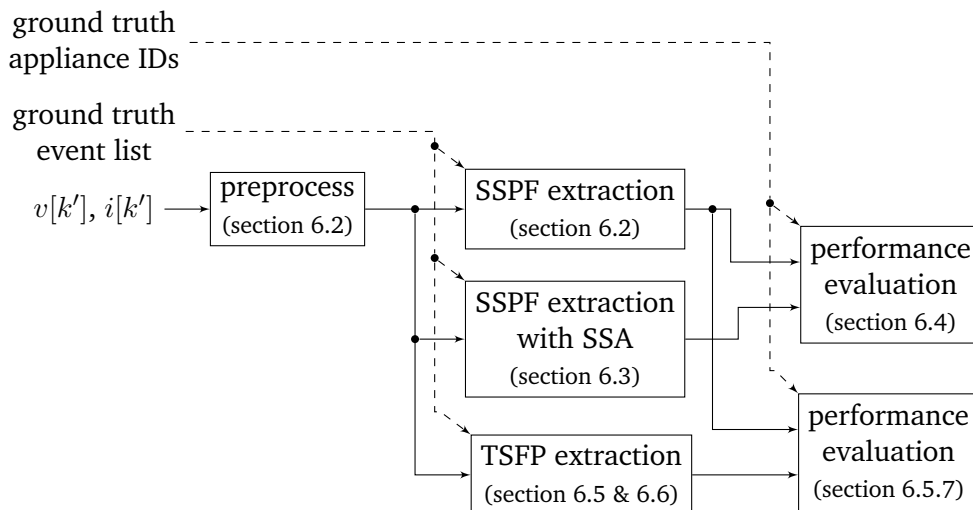 ground truth
appliance IDs
ground truth
event list
v[k′], i[k′]
preprocess
(section 6.2)
SSPF extraction
(section 6.2)
SSPF extraction
with SSA
(section 6.3)
TSFP extraction
(section 6.5 & 6.6)
performance
evaluation
(section 6.4)
performance
evaluation
(section 6.5.7)